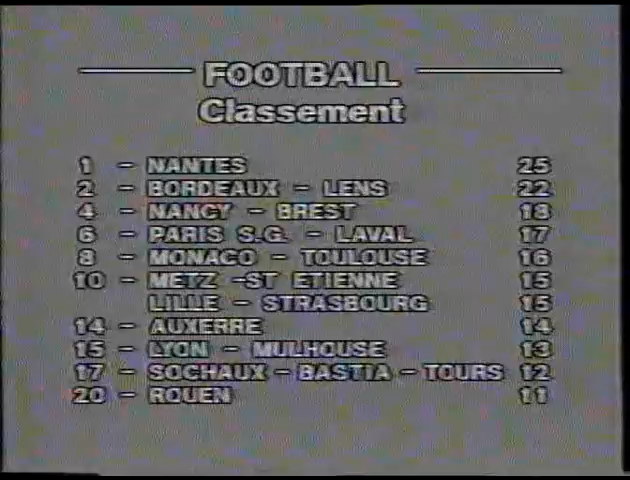 FOOTBALL
Classement
1 - NANTES 25
2 - BORDEAUX - LENS 22
4 - NANCY - BREST 18
6 - PARIS S.G. - LAVAL 17
8 - MONACO - TOULOUSE 16
10 - METZ -ST ETIENNE 15
LILLE - STRASBOURG 15
14 - AUXERRE 14
15 - LYON - MULHOUSE 13
17 - SOCHAUX - BASTIA - TOURS 12
20 - ROUEN 11